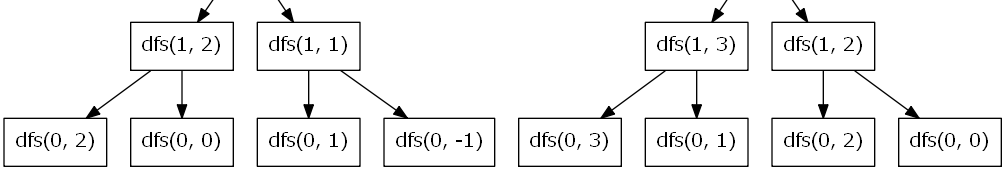 dfs(1, 2)
dfs(1, 1)
dfs(1, 3)
dfs(1, 2)
dfs(0, 2)
dfs(0, 0)
dfs(0, 1)
dfs(0, -1)
dfs(0, 3)
dfs(0, 1)
dfs(0, 2)
dfs(0, 0)